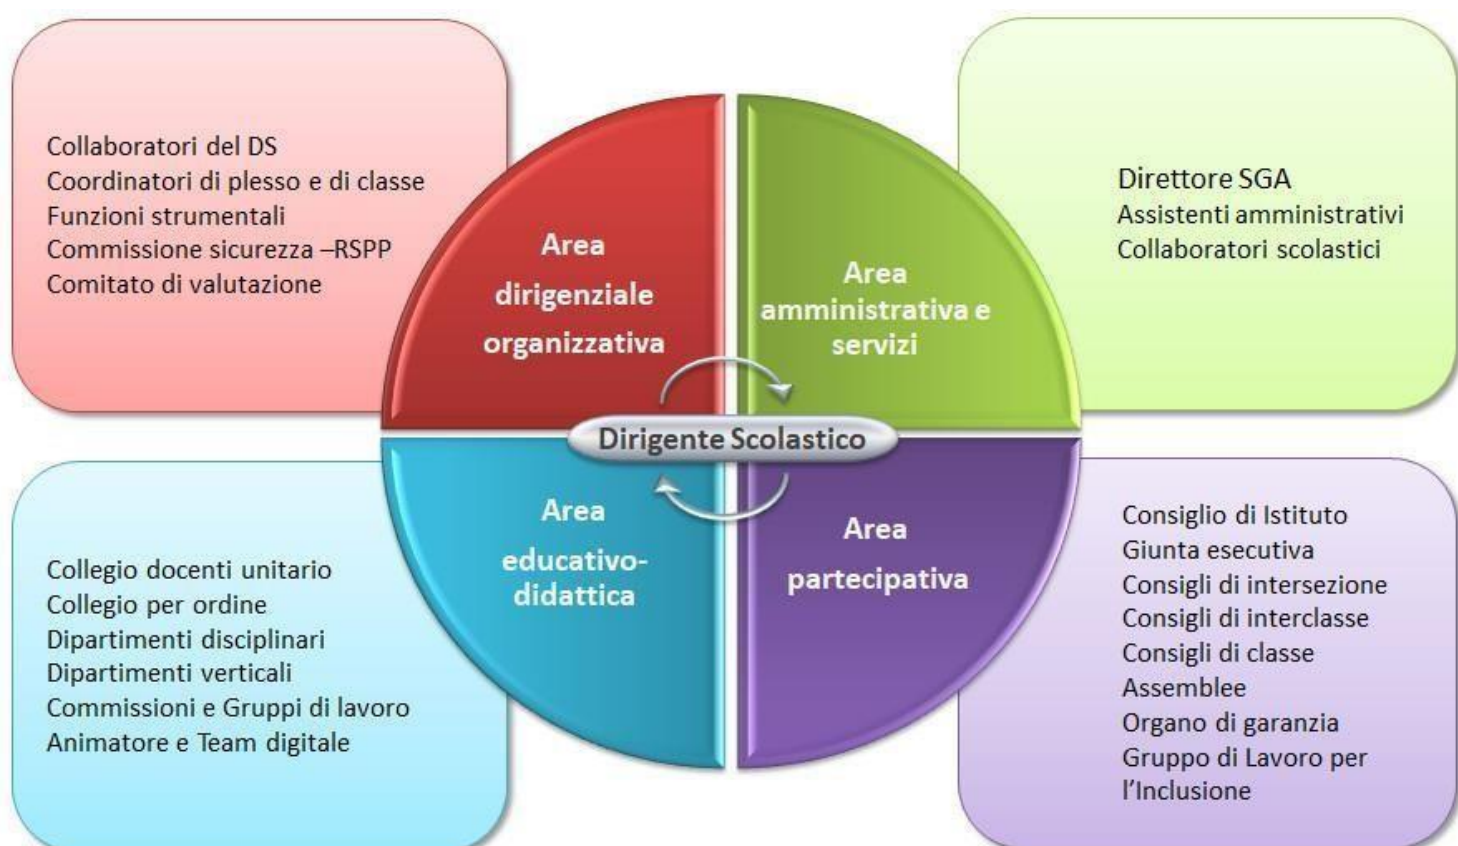 Collaboratori del DS
Coordinatori di plesso e di classe
Funzioni strumentali
Commissione sicurezza –RSPP
Comitato di valutazione
Area
dirigenziale
organizzativa
Area
amministrativa e
servizi
Direttore SGA
Assistenti amministrativi
Collaboratori scolastici
Dirigente Scolastico
Collegio docenti unitario
Collegio per ordine
Dipartimenti disciplinari
Dipartimenti verticali
Commissioni e Gruppi di lavoro
Animatore e Team digitale
Area
educativo-
didattica
Area
partecipativa
Consiglio di Istituto
Giunta esecutiva
Consigli di intersezione
Consigli di interclasse
Consigli di classe
Assemblee
Organo di garanzia
Gruppo di Lavoro per
l’Inclusione